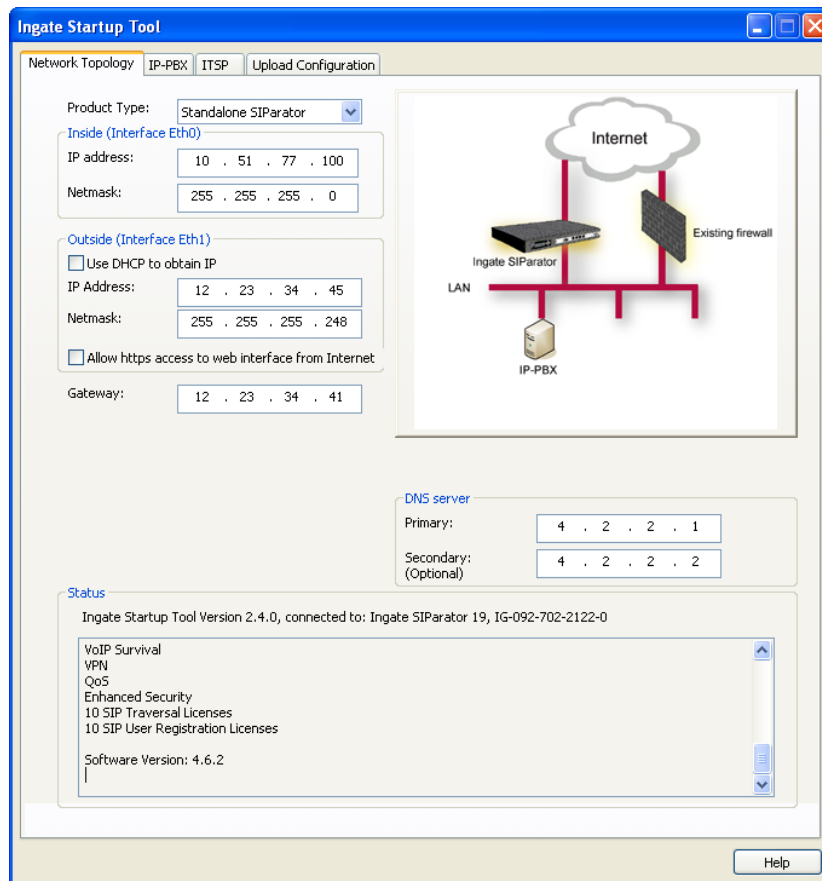 Ingate Startup Tool
Network Topology IP-PBX ITSP Upload Configuration
Product Type: Standalone SIParator
Inside (Interface Eth0)
IP address: 10 . 51 . 77 . 100
Netmask: 255 . 255 . 255 . 0
Outside (Interface Eth1)
Use DHCP to obtain IP
IP Address: 12 . 23 . 34 . 45
Netmask: 255 . 255 . 255 . 248
Allow https access to web interface from Internet
Gateway: 12 . 23 . 34 . 41
Internet
Existing firewall
Ingate SIParator
LAN
IP-PBX
DNS server
Primary: 4 . 2 . 2 . 1
Secondary: 4 . 2 . 2 . 2
(Optional)
Status
Ingate Startup Tool Version 2.4.0, connected to: Ingate SIParator 19, IG-092-702-2122-0
VoIP Survival
VPN
QoS
Enhanced Security
10 SIP Traversal Licenses
10 SIP User Registration Licenses
Software Version: 4.6.2
Help